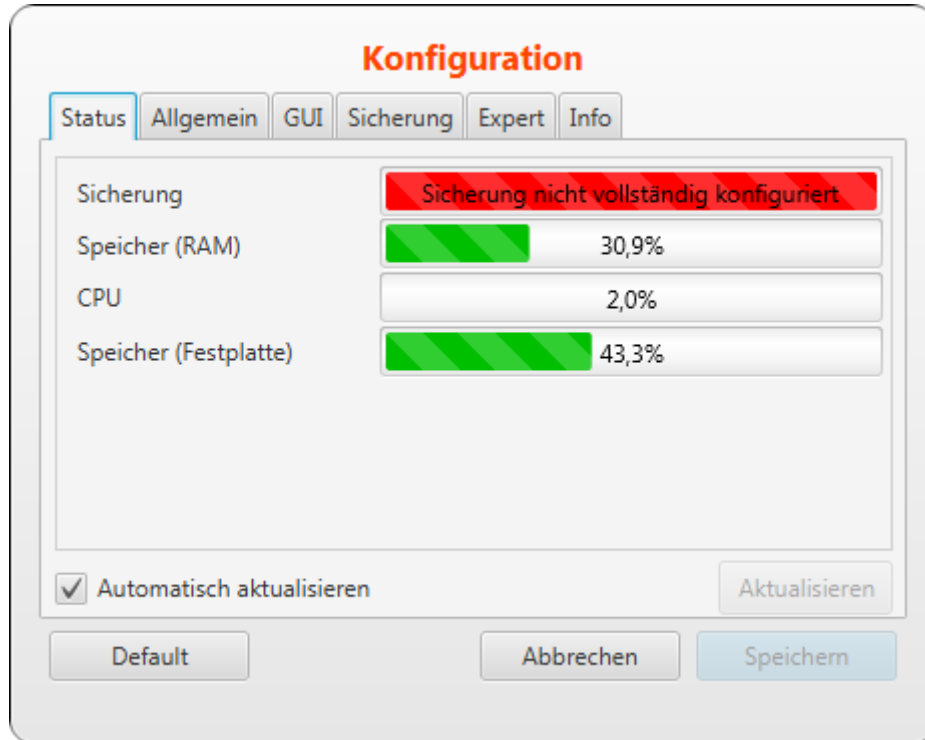 Konfiguration
Status Allgemein GUI Sicherung Expert Info
Sicherung Sicherung nicht vollständig konfiguriert
Speicher (RAM) 30,9%
CPU 2,0%
Speicher (Festplatte) 43,3%
Automatisch aktualisieren Aktualisieren
Default Abbrechen Speichern